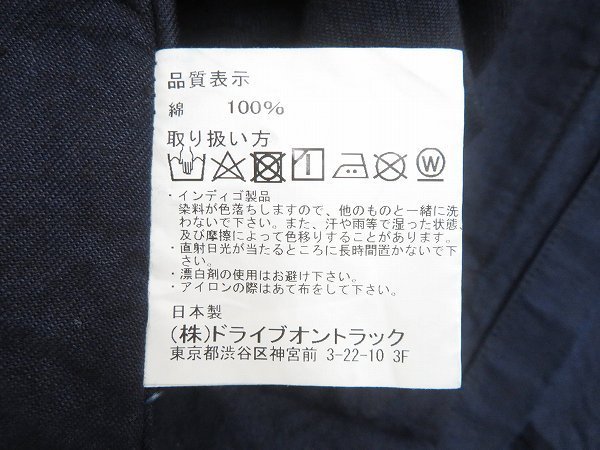 品質表示
綿 100%
取り扱い方
W
・インディゴ製品
染料が色落ちしますので、他のものと一緒に洗
わないで下さい。また、汗や雨等で湿った状態、
及び摩擦によって色移りすることがあります。
・直射日光が当たるところに長時間置かないで下
さい。
・漂白剤の使用はお避け下さい。
・アイロンの際はあて布をして下さい。
日本製
(株)ドライブオントラック
東京都渋谷区神宮前 3-22-10 3F